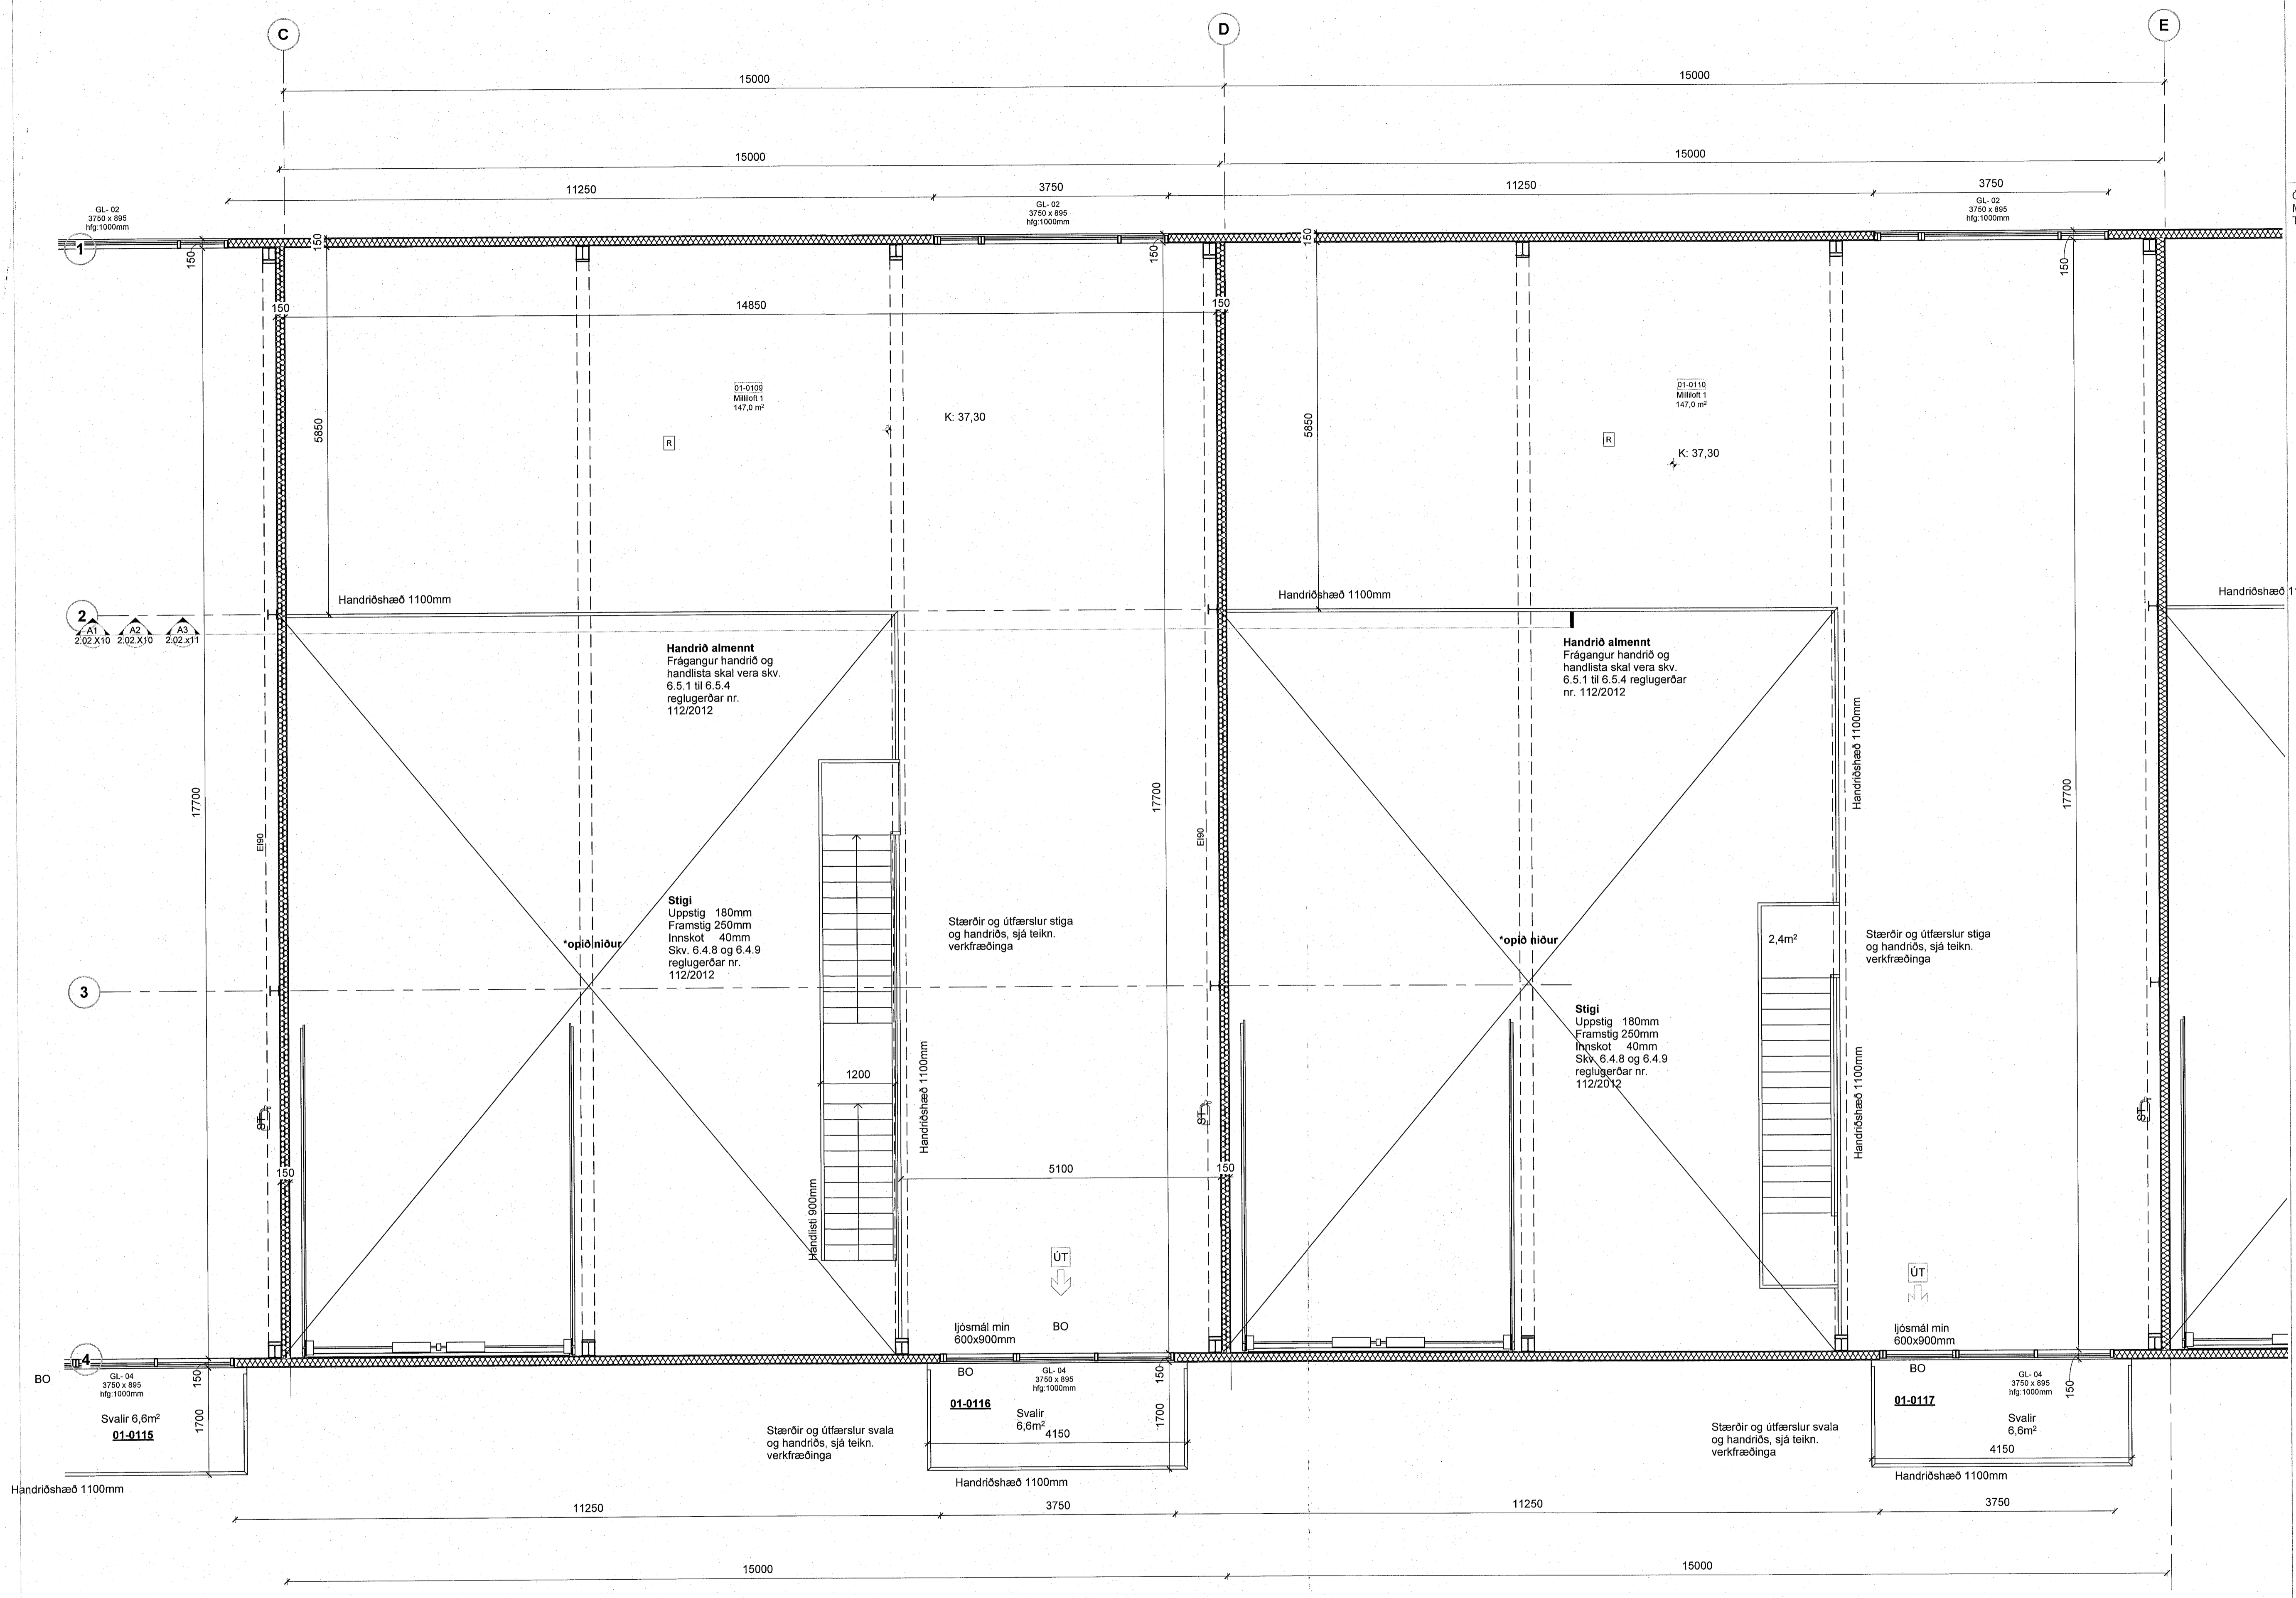 C
D
E
15000
15000
15000
15000
11250
3750
11250
3750
GL- 02
3750 x 895
hfg:1000mm
GL- 02
3750 x 895
hfg:1000mm
GL- 02
3750 x 895
hfg:1000mm
1
150
150
150
150
150
150
14850
150
01-0109
Milliloft 1
147,0 m²
R
K: 37,30
5850
01-0110
Milliloft 1
147,0 m²
R
K: 37,30
5850
2
A1
2.02.X10
A2
2.02.X10
A3
2.02.x11
Handriðshæð 1100mm
Handriðshæð 1100mm
Handriðshæð 1
Handrið almennt
Frágangur handrið og
handlista skal vera skv.
6.5.1 til 6.5.4
reglugerðar nr.
112/2012
Handrið almennt
Frágangur handrið og
handlista skal vera skv.
6.5.1 til 6.5.4 reglugerðar
nr. 112/2012
Handriðshæð 1100mm
17700
17700
17700
EI90
EI90
Stigi
Uppstig 180mm
Framstig 250mm
Innskot 40mm
Skv. 6.4.8 og 6.4.9
reglugerðar nr.
112/2012
*opið niður
Stærðir og útfærslur stiga
og handriðs, sjá teikn.
verkfræðinga
*opið niður
2,4m²
Stærðir og útfærslur stiga
og handriðs, sjá teikn.
verkfræðinga
3
Stigi
Uppstig 180mm
Framstig 250mm
Innskot 40mm
Skv. 6.4.8 og 6.4.9
reglugerðar nr.
112/2012
1200
Handriðshæð 1100mm
Handriðshæð 1100mm
ST
ST
ST
150
5100
150
Handlisti 900mm
ÚT
ÚT
BO
ljósmál min
600x900mm
ljósmál min
600x900mm
4
BO
GL- 04
3750 x 895
hfg:1000mm
150
BO
GL- 04
3750 x 895
hfg:1000mm
150
BO
GL- 04
3750 x 895
hfg:1000mm
150
Svalir 6,6m²
01-0115
1700
01-0116
Svalir
6,6m²
4150
1700
01-0117
Svalir
6,6m²
4150
Stærðir og útfærslur svala
og handriðs, sjá teikn.
verkfræðinga
Stærðir og útfærslur svala
og handriðs, sjá teikn.
verkfræðinga
Handriðshæð 1100mm
Handriðshæð 1100mm
Handriðshæð 1100mm
11250
3750
11250
3750
15000
15000